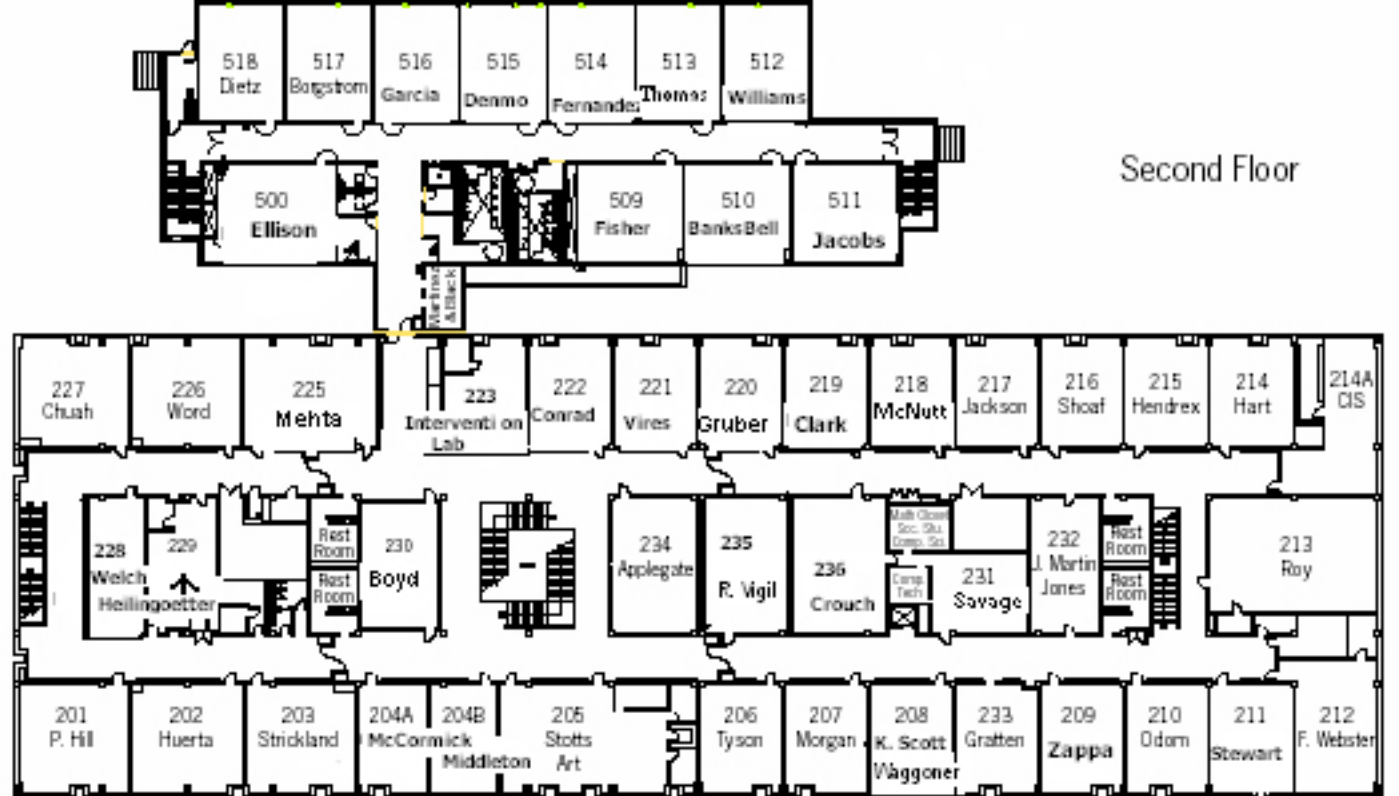 518 517 516 515 514 513 512
Dietz Borgstrom Garcia Denmo Fernandez Thomas Williams
Second Floor
500 509 510 511
Ellison Fisher BanksBell Jacobs
Martinez
& Black
227 226 225 223 222 221 220 219 218 217 216 215 214 214A
Chuah Word Mehta Interventi on Conrad Vires Gruber Clark McNutt Jackson Shoaf Hendrex Hart CIS
Lab
228 229 Rest 230 234 235 236 Math Closet 231 232 Rest 213
Welch Room Boyd Applegate R. Vigil Crouch Soc. Stu. Savage J. Martin Room Roy
Heilingoetter Rest Comp. Sci. Jones Rest
Room Comp. Room
Tech
201 202 203 204A 204B 205 206 207 208 233 209 210 211 212
P. Hill Huerta Strickland McCormick Stotts Tyson Morgan K. Scott Gratten Zappa Odom Stewart F. Webster
Middleton Art Waggoner